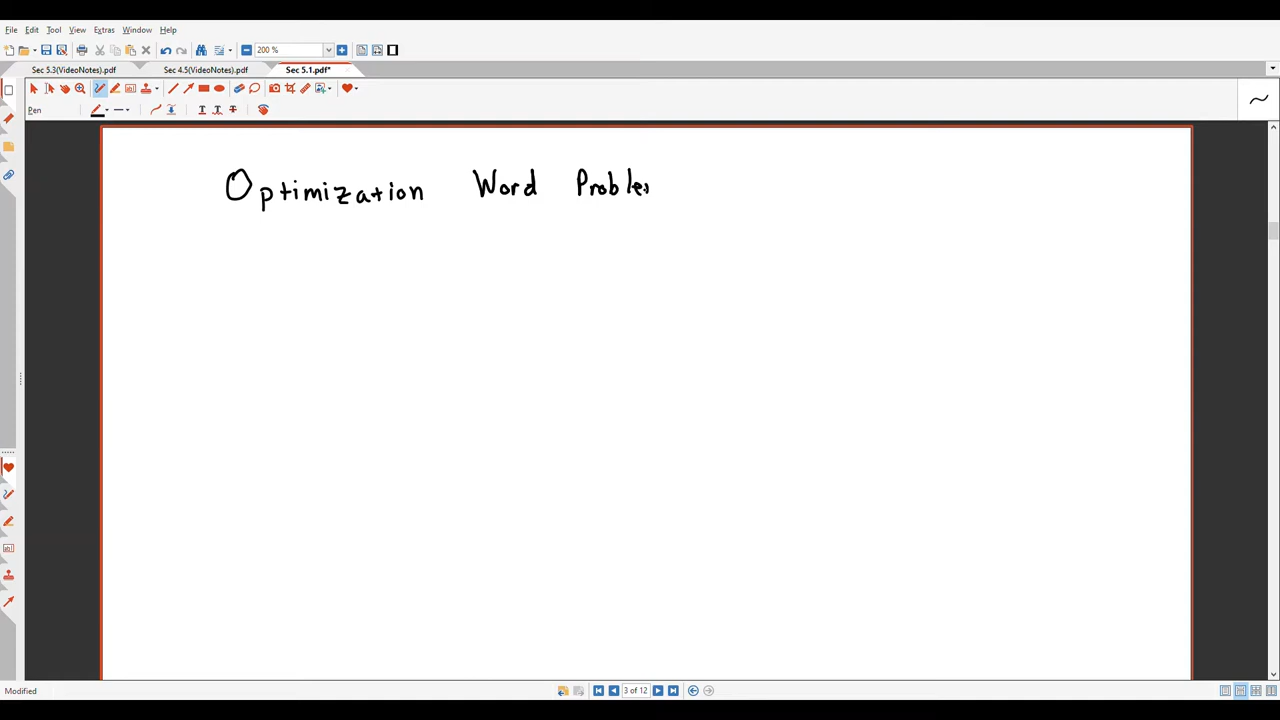 File Edit Tool View Extras Window Help
200 %
Sec 5.3(VideoNotes).pdf Sec 4.5(VideoNotes).pdf Sec 5.1.pdf*
Pen
Optimization Word Proble
Modified 3 of 12